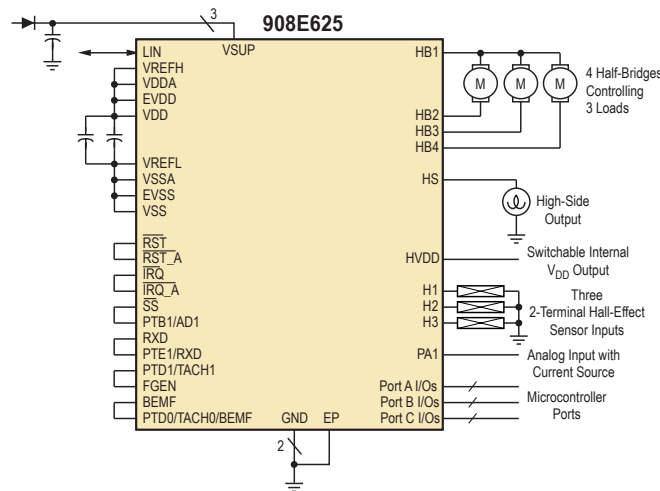 908E625
3
VSUP
LIN
VREFH
VDDA
EVDD
VDD
VREFL
VSSA
EVSS
VSS
RST
RST_A
IRQ
IRQ_A
SS
PTB1/AD1
RXD
PTE1/RXD
PTD1/TACH1
FGEN
BEMF
PTD0/TACH0/BEMF
GND
EP
2
HB1
HB2
HB3
HB4
HS
HVDD
H1
H2
H3
PA1
Port A I/Os
Port B I/Os
Port C I/Os
M
M
M
4 Half-Bridges
Controlling
3 Loads
High-Side
Output
Switchable Internal
VDD Output
Three
2-Terminal Hall-Effect
Sensor Inputs
Analog Input with
Current Source
Microcontroller
Ports